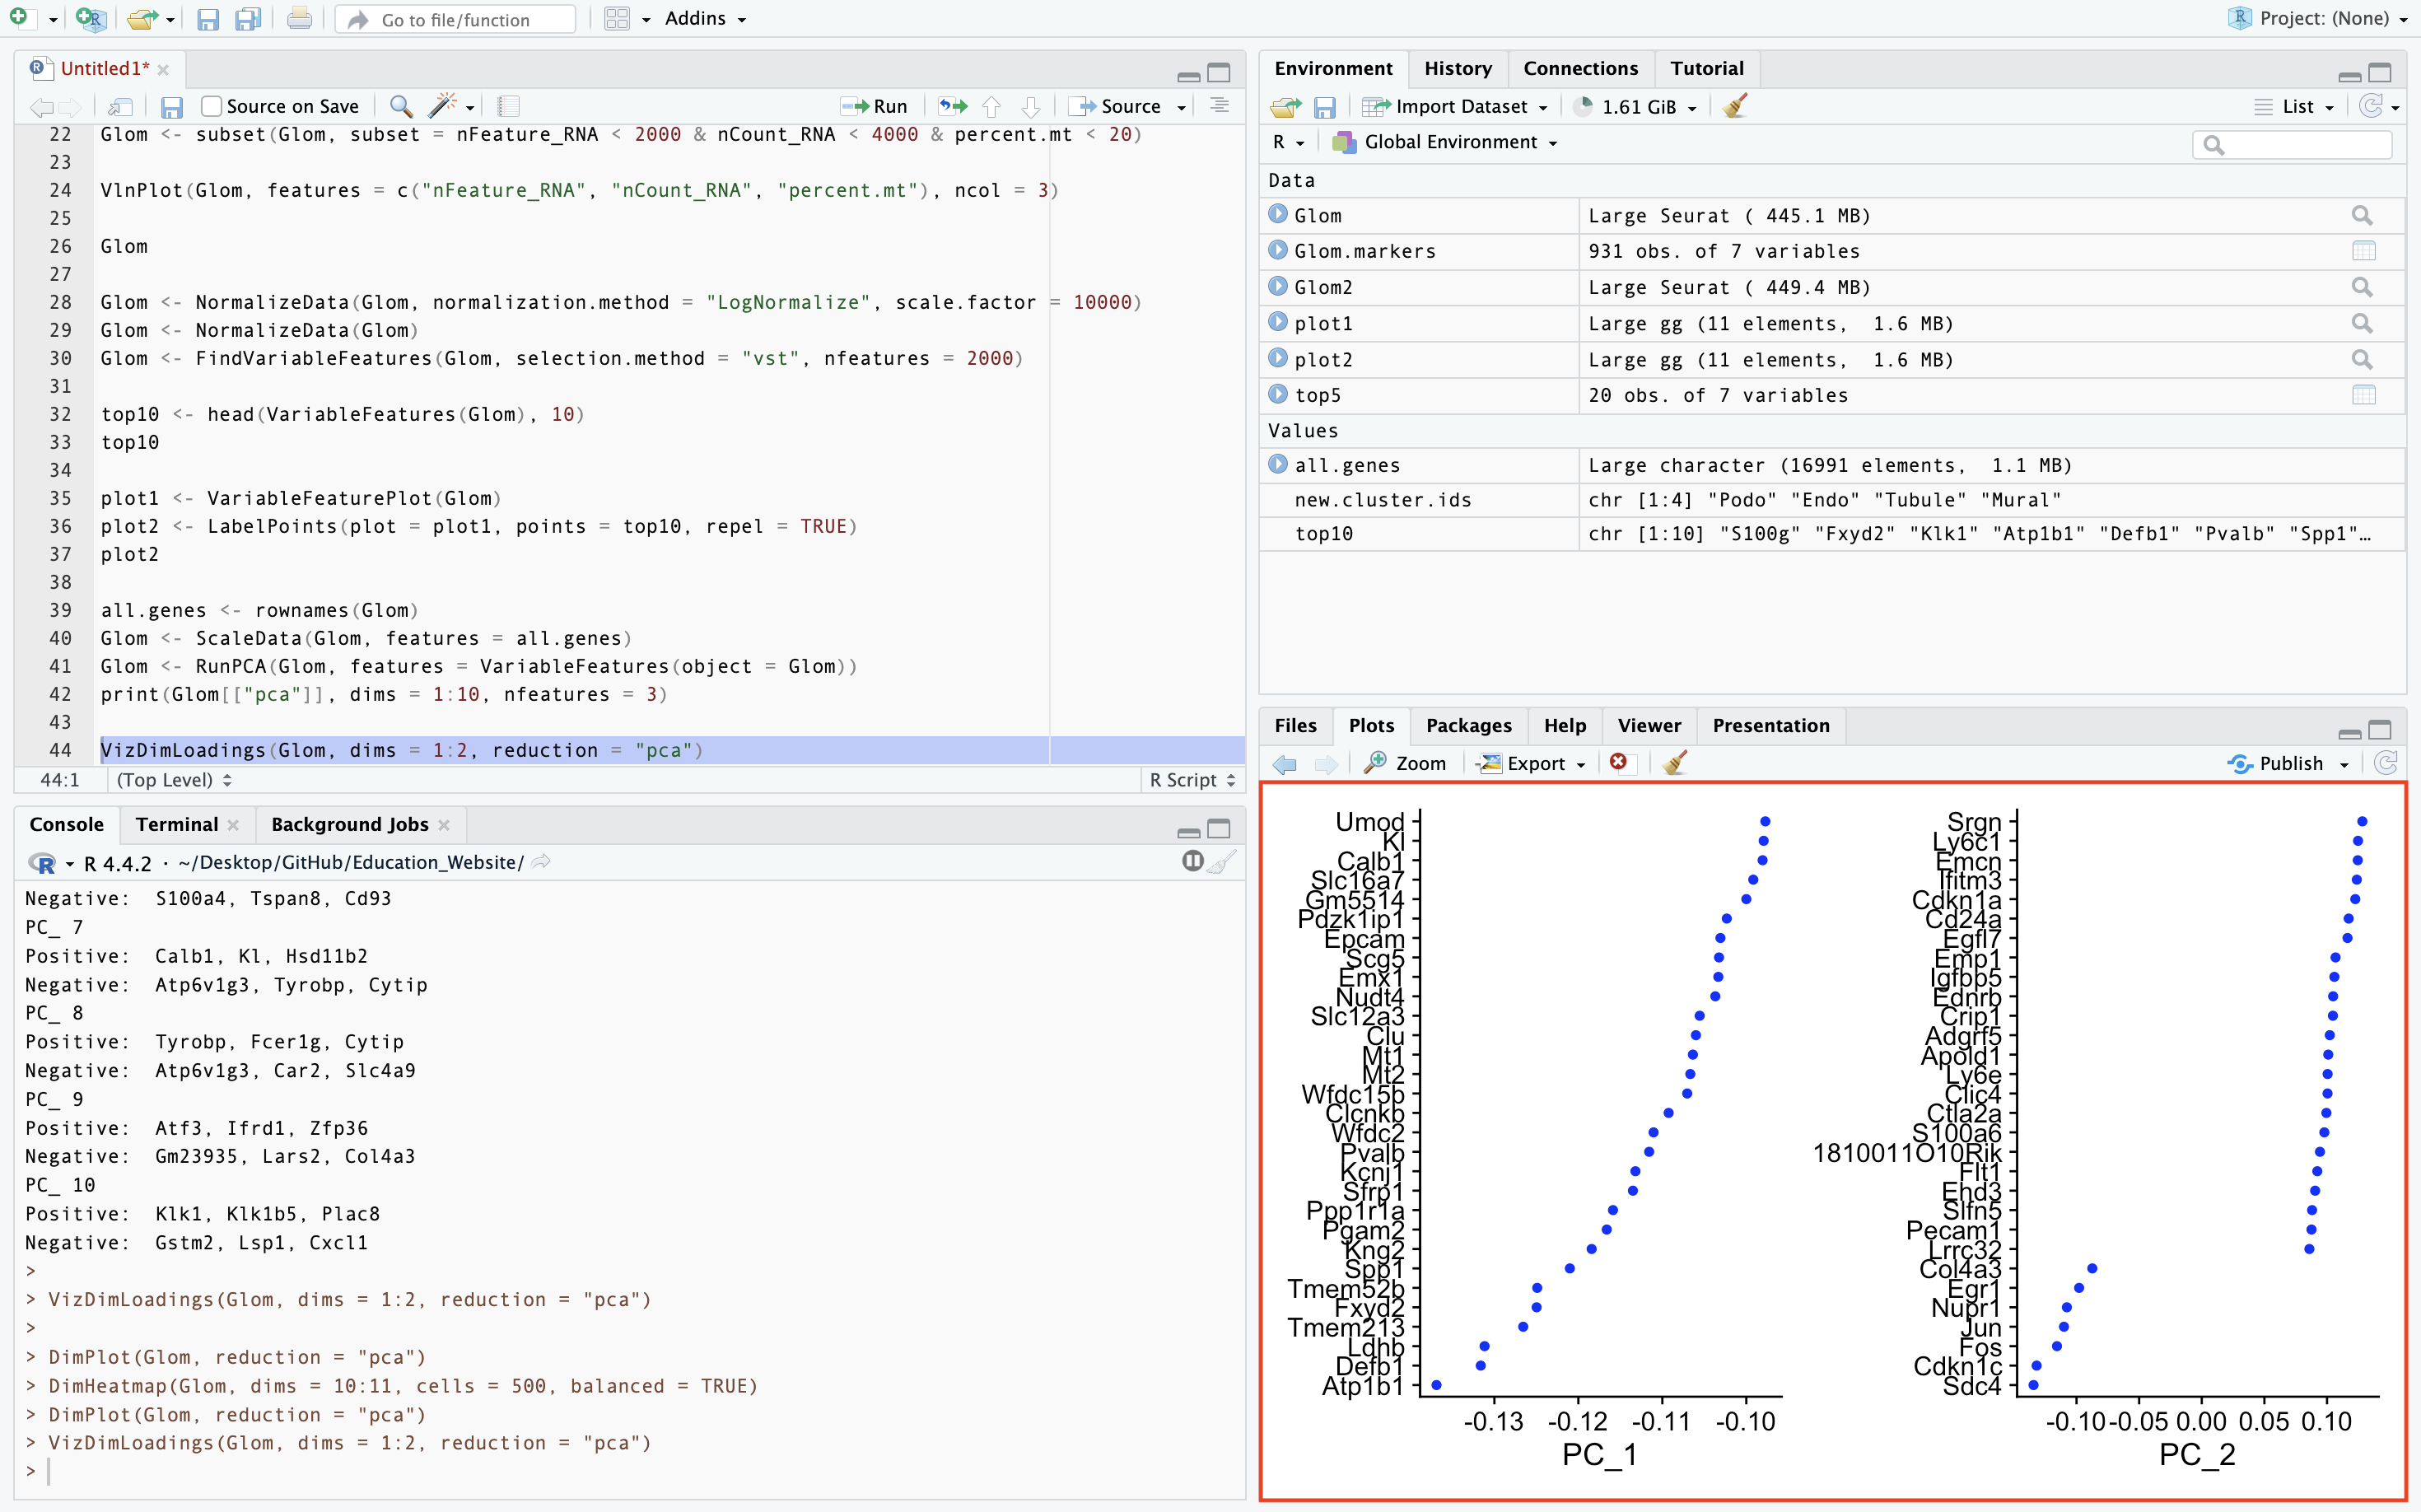 Go to file/function
Addins
Project: (None)
Untitled1*
Source on Save
Run
Source
22 Glom <- subset(Glom, subset = nFeature_RNA < 2000 & nCount_RNA < 4000 & percent.mt < 20)
23
24 VlnPlot(Glom, features = c("nFeature_RNA", "nCount_RNA", "percent.mt"), ncol = 3)
25
26 Glom
27
28 Glom <- NormalizeData(Glom, normalization.method = "LogNormalize", scale.factor = 10000)
29 Glom <- NormalizeData(Glom)
30 Glom <- FindVariableFeatures(Glom, selection.method = "vst", nfeatures = 2000)
31
32 top10 <- head(VariableFeatures(Glom), 10)
33 top10
34
35 plot1 <- VariableFeaturePlot(Glom)
36 plot2 <- LabelPoints(plot = plot1, points = top10, repel = TRUE)
37 plot2
38
39 all.genes <- rownames(Glom)
40 Glom <- ScaleData(Glom, features = all.genes)
41 Glom <- RunPCA(Glom, features = VariableFeatures(object = Glom))
42 print(Glom[["pca"]], dims = 1:10, nfeatures = 3)
43
44 VizDimLoadings(Glom, dims = 1:2, reduction = "pca")
44:1 (Top Level) R Script
Console Terminal Background Jobs
R 4.4.2 · ~/Desktop/GitHub/Education_Website/
Negative: S100a4, Tspan8, Cd93
PC_ 7
Positive: Calb1, Kl, Hsd11b2
Negative: Atp6v1g3, Tyrobp, Cytip
PC_ 8
Positive: Tyrobp, Fcer1g, Cytip
Negative: Atp6v1g3, Car2, Slc4a9
PC_ 9
Positive: Atf3, Ifrd1, Zfp36
Negative: Gm23935, Lars2, Col4a3
PC_ 10
Positive: Klk1, Klk1b5, Plac8
Negative: Gstm2, Lsp1, Cxcl1
>
> VizDimLoadings(Glom, dims = 1:2, reduction = "pca")
>
> DimPlot(Glom, reduction = "pca")
> DimHeatmap(Glom, dims = 10:11, cells = 500, balanced = TRUE)
> DimPlot(Glom, reduction = "pca")
> VizDimLoadings(Glom, dims = 1:2, reduction = "pca")
>
Environment History Connections Tutorial
Import Dataset 1.61 GiB List
R Global Environment
Data
Glom Large Seurat ( 445.1 MB)
Glom.markers 931 obs. of 7 variables
Glom2 Large Seurat ( 449.4 MB)
plot1 Large gg (11 elements, 1.6 MB)
plot2 Large gg (11 elements, 1.6 MB)
top5 20 obs. of 7 variables
Values
all.genes Large character (16991 elements, 1.1 MB)
new.cluster.ids chr [1:4] "Podo" "Endo" "Tubule" "Mural"
top10 chr [1:10] "S100g" "Fxyd2" "Klk1" "Atp1b1" "Defb1" "Pvalb" "Spp1"…
Files Plots Packages Help Viewer Presentation
Zoom Export Publish
Umod
Kl
Calb1
Slc16a7
Gm5514
Pdzk1ip1
Epcam
Scg5
Emx1
Nudt4
Slc12a3
Clu
Mt1
Mt2
Wfdc15b
Clcnkb
Wfdc2
Pvalb
Kcnj1
Sfrp1
Ppp1r1a
Pgam2
Kng2
Spp1
Tmem52b
Fxyd2
Tmem213
Ldhb
Defb1
Atp1b1
-0.13 -0.12 -0.11 -0.10
PC_1
Srgn
Ly6c1
Emcn
Ifitm3
Cdkn1a
Cd24a
Egfl7
Emp1
Igfbp5
Ednrb
Crip1
Adgrf5
Apold1
Ly6e
Clic4
Ctla2a
S100a6
1810011O10Rik
Flt1
Ehd3
Slfn5
Pecam1
Lrrc32
Col4a3
Egr1
Nupr1
Jun
Fos
Cdkn1c
Sdc4
-0.10 -0.05 0.00 0.05 0.10
PC_2